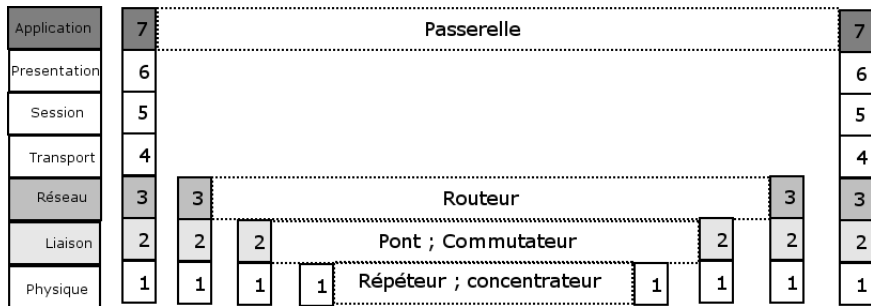 Application 7 Passerelle 7
Presentation 6 6
Session 5 5
Transport 4 4
Réseau 3 3 Routeur 3 3
Liaison 2 2 2 Pont ; Commutateur 2 2 2
Physique 1 1 1 1 Répéteur ; concentrateur 1 1 1 1